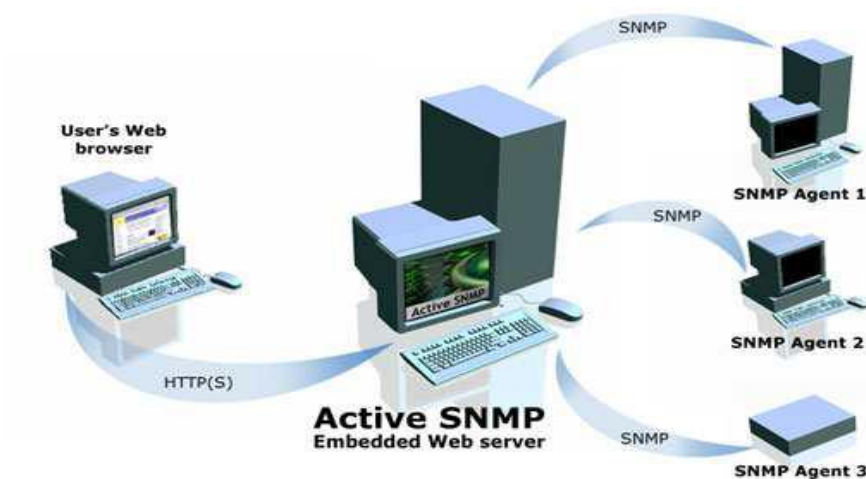 SNMP
User's Web
browser
SNMP Agent 1
SNMP
Active SNMP
SNMP Agent 2
HTTP(S)
Active SNMP
Embedded Web server
SNMP
SNMP Agent 3